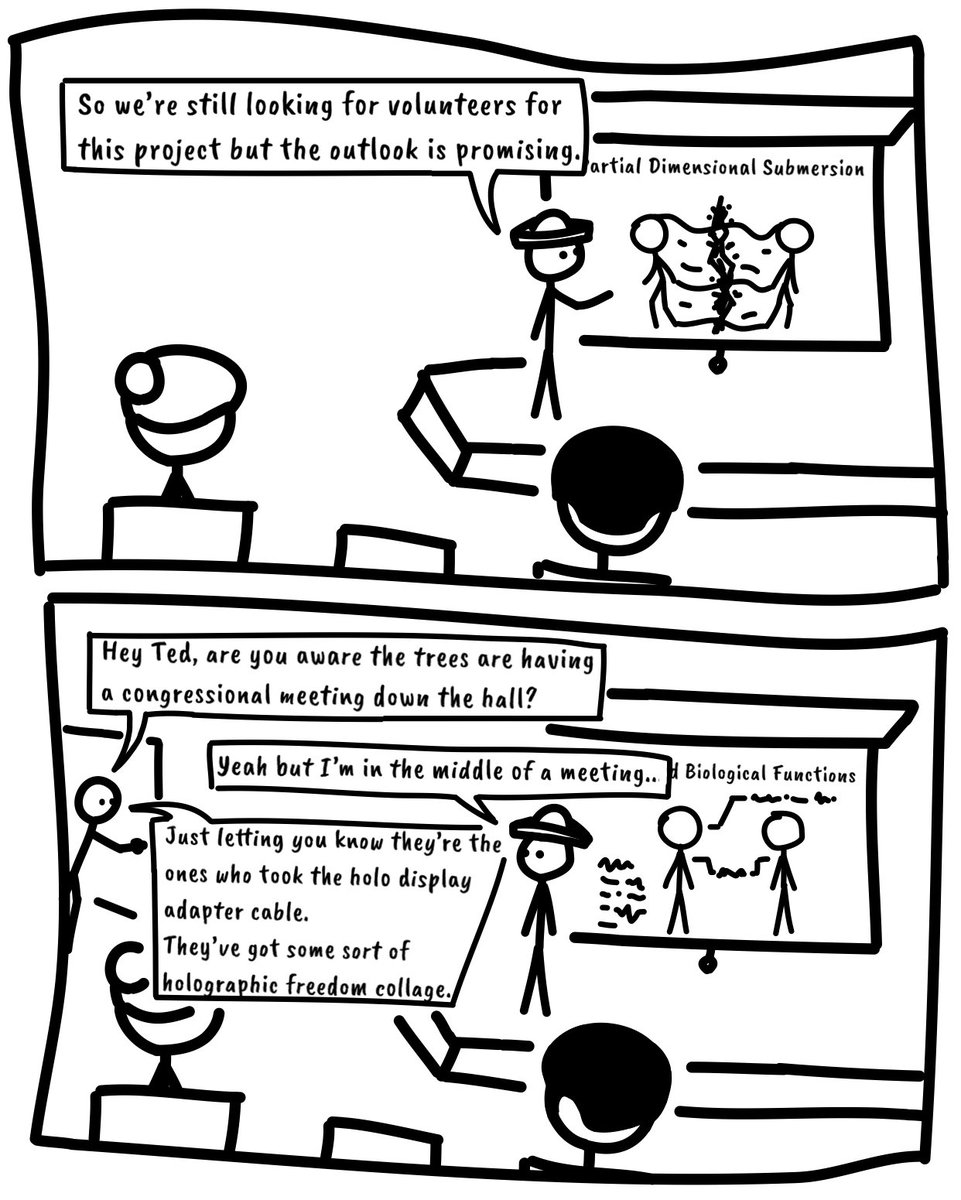 So we're still looking for volunteers for
this project but the outlook is promising.
artial Dimensional Submersion
Hey Ted, are you aware the trees are having
a congressional meeting down the hall?
Yeah but I'm in the middle of a meeting...
d Biological Functions
Just letting you know they're the
ones who took the holo display
adapter cable.
They've got some sort of
holographic freedom collage.